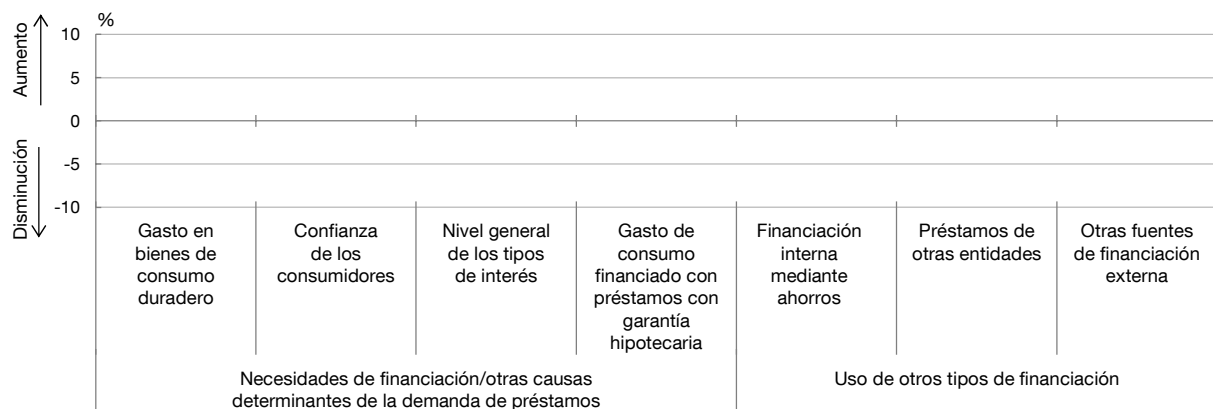 %
Aumento
Disminución
10
5
0
-5
-10
Gasto en
bienes de
consumo
duradero
Confianza
de los
consumidores
Nivel general
de los tipos
de interés
Gasto de
consumo
financiado con
préstamos con
garantía
hipotecaria
Financiación
interna
mediante
ahorros
Préstamos de
otras entidades
Otras fuentes
de financiación
externa
Necesidades de financiación/otras causas
determinantes de la demanda de préstamos
Uso de otros tipos de financiación